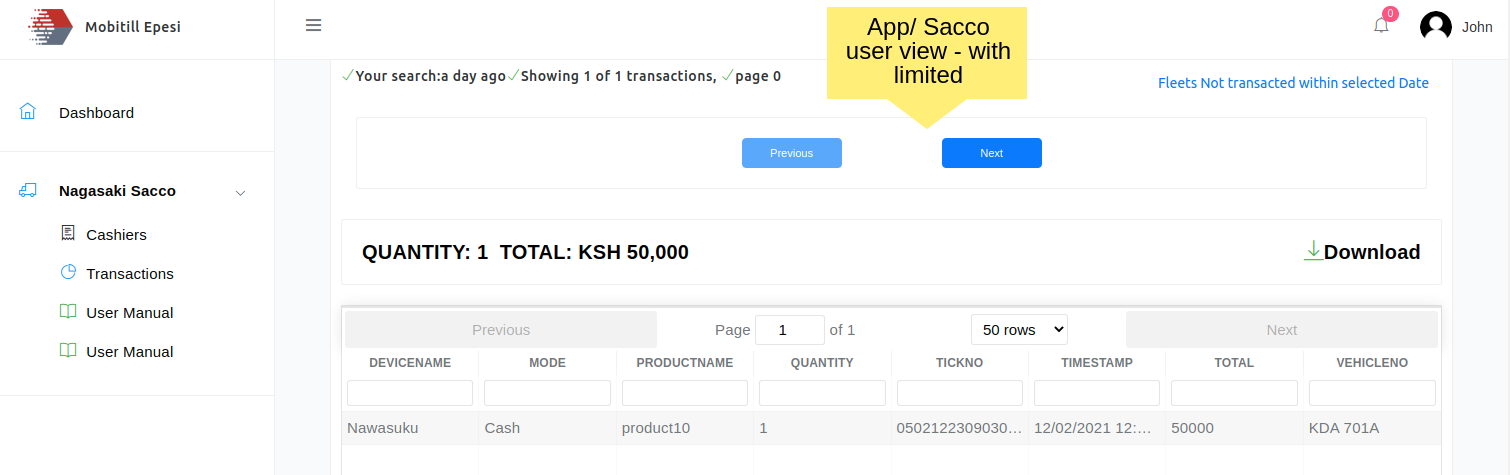 Mobitill Epesi
App/ Sacco
user view - with
limited
0
John
Your search:a day ago Showing 1 of 1 transactions, page 0
Fleets Not transacted within selected Date
Dashboard
Previous
Next
Nagasaki Sacco
Cashiers
Transactions
User Manual
User Manual
QUANTITY: 1 TOTAL: KSH 50,000
Download
Previous
Page 1 of 1
50 rows
Next
DEVICENAME MODE PRODUCTNAME QUANTITY TICKNO TIMESTAMP TOTAL VEHICLENO
Nawasuku Cash product10 1 0502122309030... 12/02/2021 12:... 50000 KDA 701A